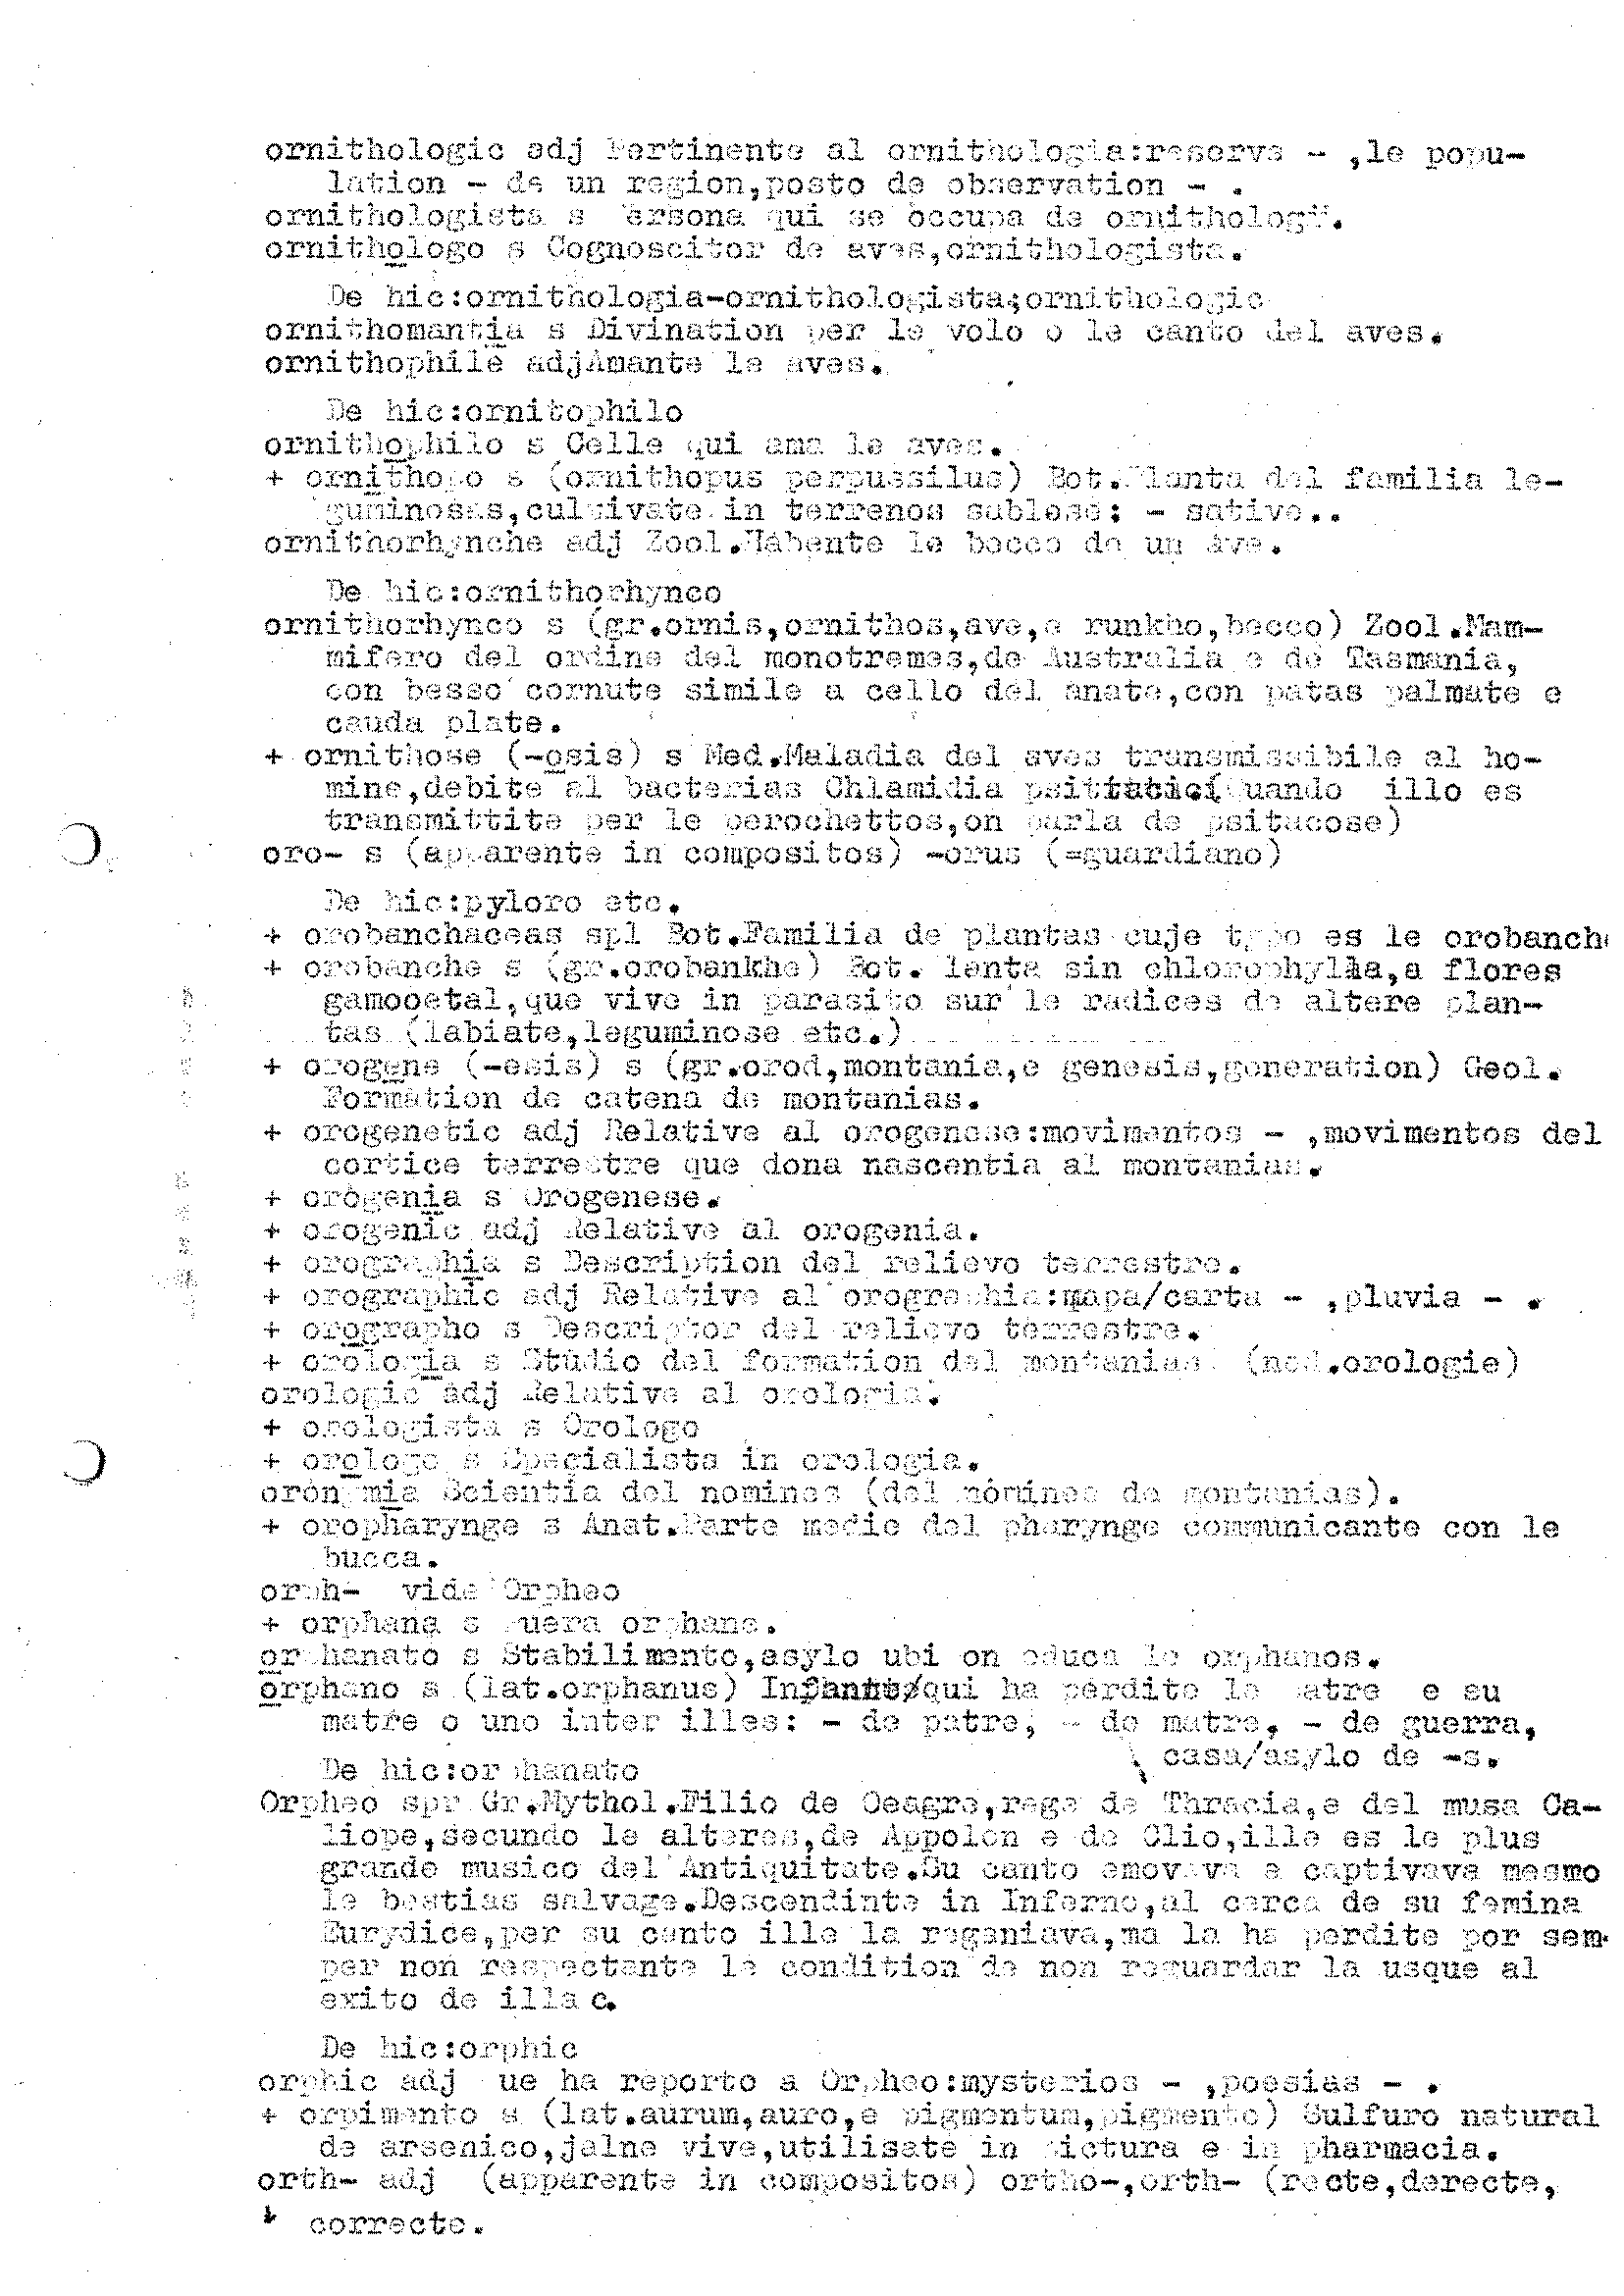 ornithologic adj Pertinente al ornithologia:reserva - ,le popu-
lation - de un region,posto de observation - .
ornithologista s Persona qui se occupa de ornithologi.
ornithologo s Cognoscitor de aves,ornithologista.
De hic:ornithologia-ornithologista;ornithologic
ornithomantia s Divination per le volo o le canto del aves.
ornithophile adjAmante le aves.
De hic:ornitophilo
ornithophilo s Celle qui ama le aves.
+ ornithopo s (ornithopus perpussilus) Bot.Planta del familia le-
guminosas,cultivate in terrenos sablose: - sative..
ornithorhynche adj Zool.Habente le becco de un ave.
De hic:ornithorhynco
ornithorhynco s (gr.ornis,ornithos,ave,e runkho,becco) Zool.Mam-
mifero del ordine del monotremes,de Australia e de Tasmania,
con besso cornute simile a cello del anate,con patas palmate e
cauda plate.
+ ornithose (-osis) s Med.Maladia del aves transmissibile al ho-
mine,debite al bacterias Chlamidia Quando illo es
transmittite per le perochettos,on parla de psitacose)
oro- s (apparente in compositos) -orus (=guardiano)
De hic:pyloro etc.
+ orobanchaceas spl Bot.Familia de plantas cuje typo es le orobanche
+ orobanche s (gr.orobankhe) Bot. Planta sin chlorophylla,a flores
gamopetal,que vive in parasito sur le radices de altere plan-
tas (labiate,leguminose etc.)
+ orogene (-esis) s (gr.orod,montania,e genesis,generation) Geol.
Formation de catena de montanias.
+ orogenetic adj Relative al orogenese:movimentos - ,movimentos del
cortice terrestre que dona nascentia al montanias.
+ orogenia s Orogenese.
+ orogenic adj Relative al orogenia.
+ orographia s Description del relievo terrestre.
+ orographic adj Relative al orographia:mapa/carta - ,pluvia - .
+ orographo s Descriptor del relievo terrestre.
+ orologia s Studio del formation del montanias (ned.orologie)
orologic adj Relative al orologia.
+ orologista s Orologo
+ orologo s Specialista in orologia.
oronymia Scientia del nomines (del nomines de montanias).
+ oropharynge s Anat.Parte medie del pharynge communicante con le
bucca.
orph- vide Orpheo
+ orphana s Puera orphane.
orphanato s Stabilimento,asylo ubi on educa le orphanos.
orphano s (lat.orphanus) Infante/qui ha perdite le patre e su
matre o uno inter illes: - de patre, - de matre, - de guerra,
casa/asylo de -s.
De hic:orphanato
Orpheo spr Gr.Mythol.Filio de Oeagro,rege de Thracia,e del musa Ca-
liope,secundo le alteros,de Appolon e de Clio,ille es le plus
grande musico del Antiquitate.Su canto emoveva e captivava mesmo
le bestias salvage.Descendinte in Inferno,al cerca de su femina
Eurydice,per su canto ille la reganiava,ma la ha perdite por sem-
per non respectante le condition de non reguardar la usque al
exito de illac.
De hic:orphic
orphic adj Que ha reporto a Orpheo:mysterios - ,poesias - .
+ orpimento s (lat.aurum,auro,e pigmentum,pigmento) Sulfuro natural
de arsenico,jalne vive,utilisate in pictura e in pharmacia.
orth- adj (apparente in compositos) ortho-,orth- (recte,derecte,
correcte.